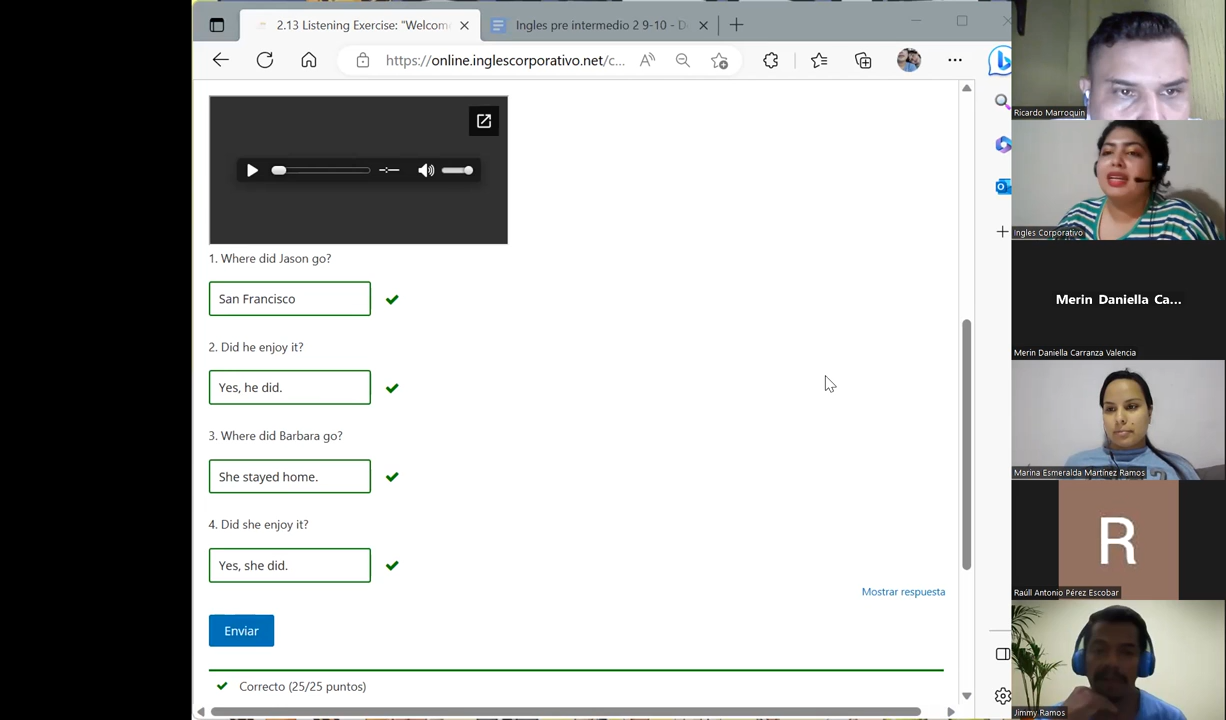 2.13 Listening Exercise: "Welcom
Ingles pre intermedio 2 9-10 - D
https://online.inglescorporativo.net/c...
1. Where did Jason go?
San Francisco
2. Did he enjoy it?
Yes, he did.
3. Where did Barbara go?
She stayed home.
4. Did she enjoy it?
Yes, she did.
Mostrar respuesta
Enviar
Correcto (25/25 puntos)
Ricardo Marroquin
Ingles Corporativo
Merin Daniella Ca...
Merin Daniella Carranza Valencia
Marina Esmeralda Martínez Ramos
R
Raúll Antonio Pérez Escobar
Jimmy Ramos